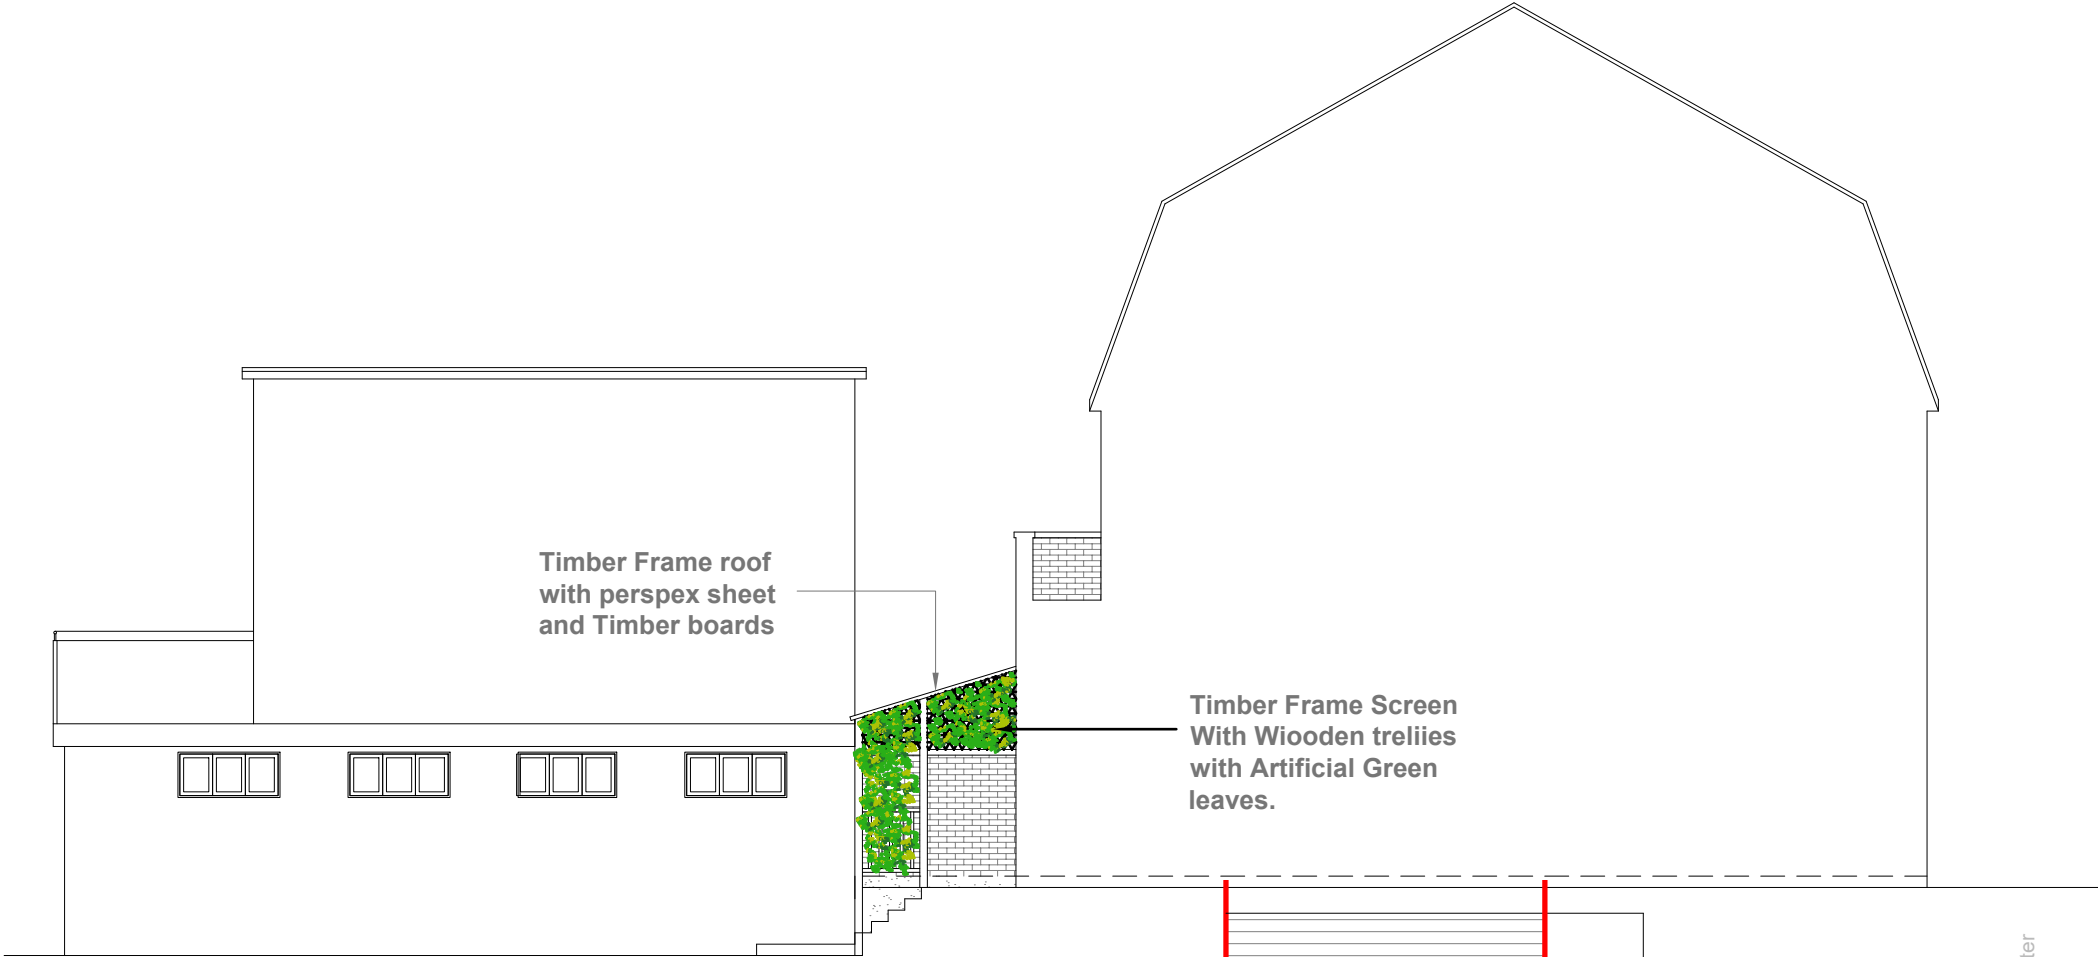 Timber Frame roof
with perspex sheet
and Timber boards
Timber Frame Screen
With Wiooden treliies
with Artificial Green
leaves.
ter